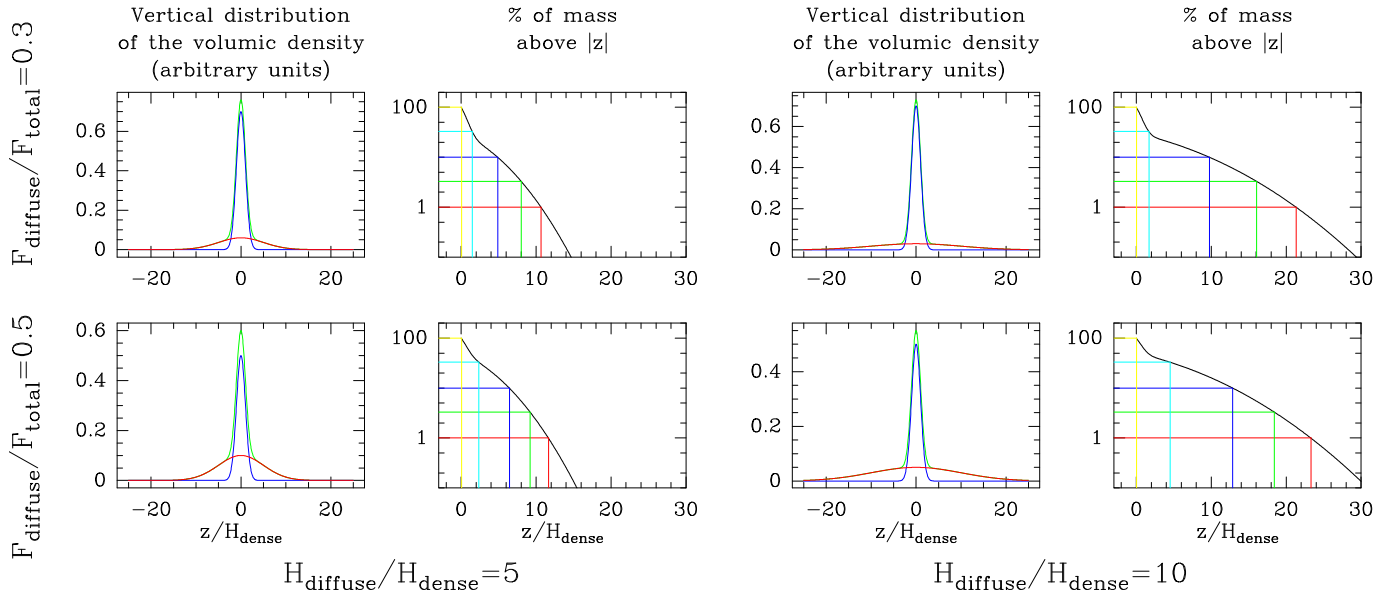 Vertical distribution
of the volumic density
(arbitrary units)
% of mass
above |z|
Vertical distribution
of the volumic density
(arbitrary units)
% of mass
above |z|
F_diffuse/F_total=0.3
0.6
0.4
0.2
0
−20 0 20
100
1
0 10 20 30
0.6
0.4
0.2
0
−20 0 20
100
1
0 10 20 30
F_diffuse/F_total=0.5
0.6
0.4
0.2
0
−20 0 20
z/H_dense
100
1
0 10 20 30
z/H_dense
0.4
0.2
0
−20 0 20
z/H_dense
100
1
0 10 20 30
z/H_dense
H_diffuse/H_dense=5
H_diffuse/H_dense=10